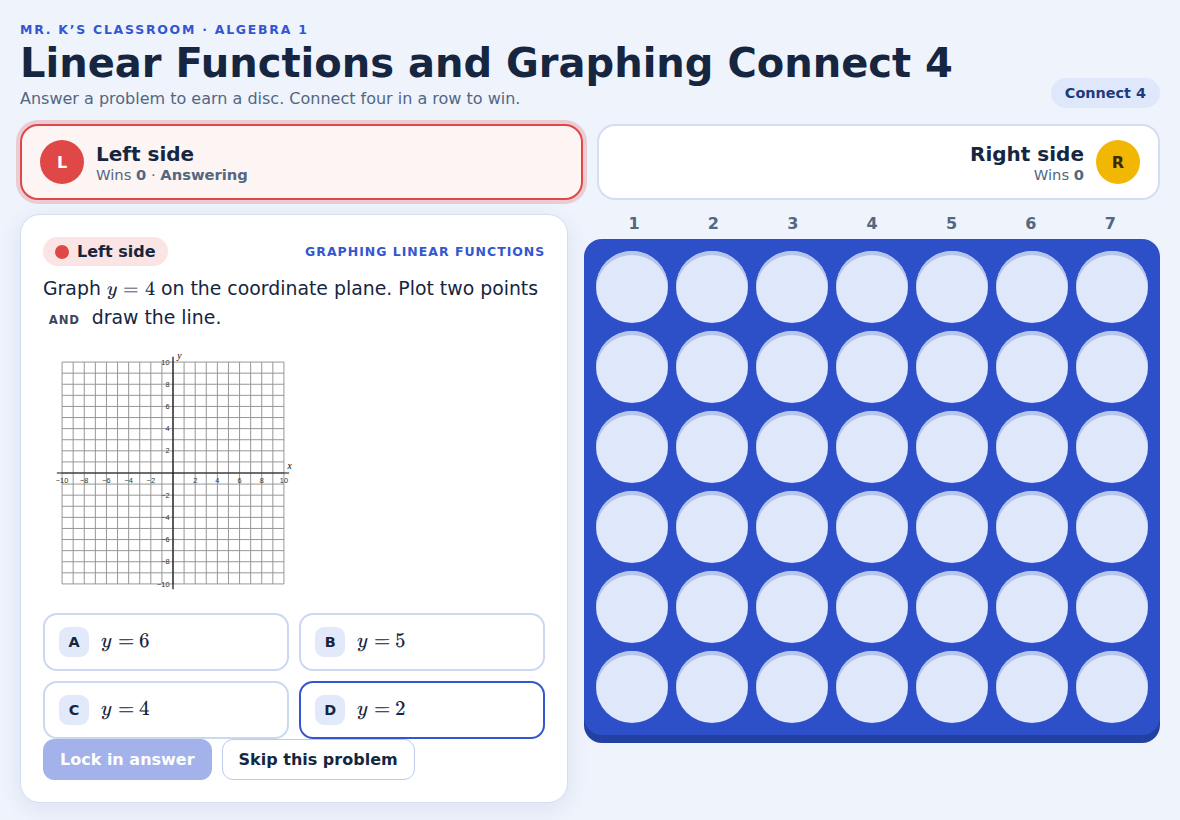 MR. K’S CLASSROOM · ALGEBRA 1
Linear Functions and Graphing Connect 4
Answer a problem to earn a disc. Connect four in a row to win.
Connect 4
L
Left side
Wins 0 · Answering
Right side
Wins 0
R
Left side
GRAPHING LINEAR FUNCTIONS
Graph y = 4 on the coordinate plane. Plot two points
AND draw the line.
y
10
8
6
4
2
x
−10 −8 −6 −4 −2 2 4 6 8 10
−2
−4
−6
−8
−10
A y = 6
B y = 5
C y = 4
D y = 2
Lock in answer
Skip this problem
1 2 3 4 5 6 7